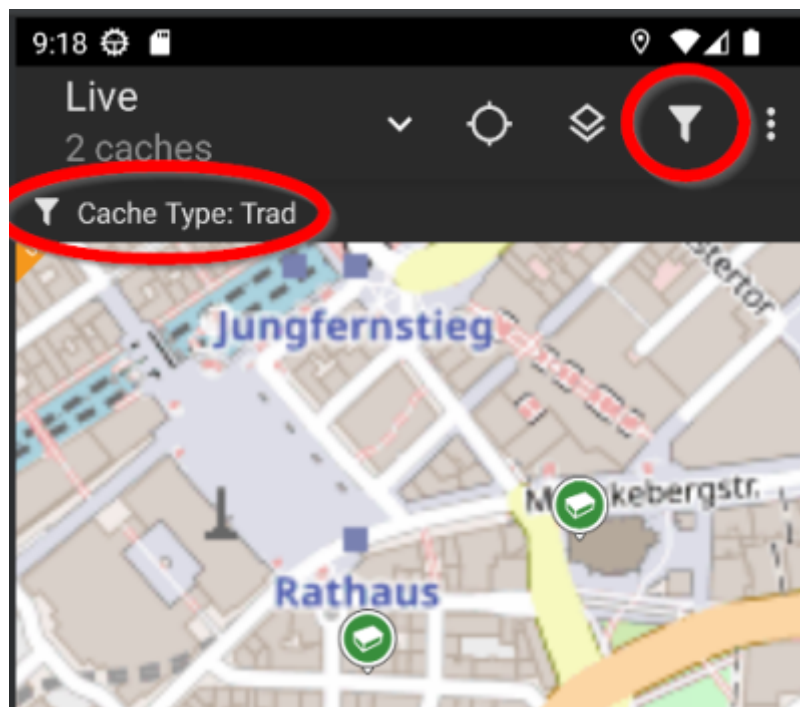 9:18
Live
2 caches
Cache Type: Trad
stertor
Jungfernstieg
kebergstr.
Rathaus